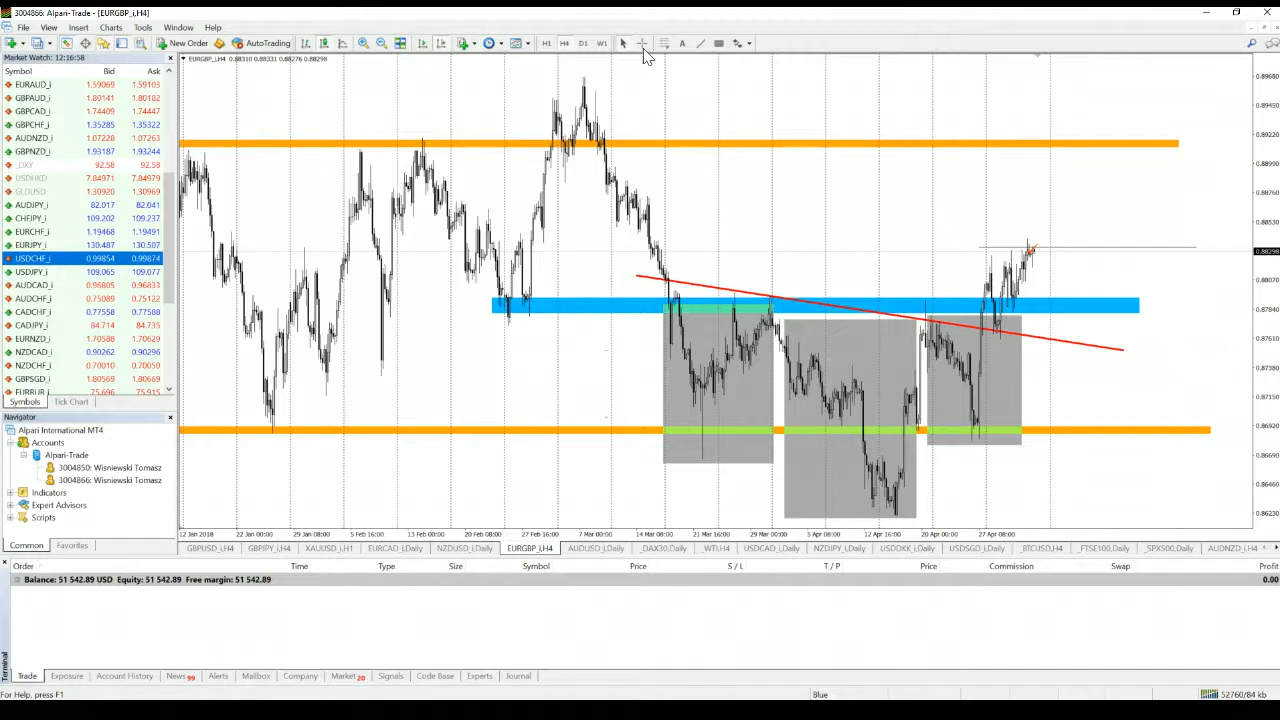 3004866: Alpari-Trade - [EURGBP_i,H4]
File View Insert Charts Tools Window Help
New Order AutoTrading H1 H4 D1 W1 A
Market Watch: 12:16:58
Symbol Bid Ask
EURAUD_i 1.59069 1.59103
GBPAUD_i 1.80141 1.80182
GBPCAD_i 1.74409 1.74447
GBPCHF_i 1.35285 1.35322
AUDNZD_i 1.07228 1.07263
GBPNZD_i 1.93187 1.93244
_DXY 92.58 92.58
USDHKD 7.84971 7.84979
GLDUSD 1.30920 1.30969
AUDJPY_i 82.017 82.041
CHFJPY_i 109.202 109.237
EURCHF_i 1.19468 1.19491
EURJPY_i 130.487 130.507
USDCHF_i 0.99854 0.99874
USDJPY_i 109.065 109.077
AUDCAD_i 0.96805 0.96833
AUDCHF_i 0.75089 0.75122
CADCHF_i 0.77558 0.77588
CADJPY_i 84.714 84.735
EURNZD_i 1.70588 1.70629
NZDCAD_i 0.90262 0.90296
NZDCHF_i 0.70010 0.70050
GBPSGD_i 1.80569 1.80669
EURRUB_i 75.696 75.915
Symbols Tick Chart
Navigator
Alpari International MT4
Accounts
Alpari-Trade
3004850: Wisniewski Tomasz
3004866: Wisniewski Tomasz
Indicators
Expert Advisors
Scripts
Common Favorites
EURGBP_i,H4 0.88310 0.88331 0.88276 0.88298
0.89680
0.89450
0.89220
0.88990
0.88760
0.88530
0.88298
0.88070
0.87840
0.87610
0.87380
0.87150
0.86920
0.86690
0.86460
0.86230
12 Jan 2018 22 Jan 00:00 29 Jan 08:00 5 Feb 16:00 13 Feb 00:00 20 Feb 08:00 27 Feb 16:00 7 Mar 00:00 14 Mar 08:00 21 Mar 16:00 29 Mar 00:00 5 Apr 08:00 12 Apr 16:00 20 Apr 00:00 27 Apr 08:00
GBPUSD_i,H4 GBPJPY_i,H4 XAUUSD_i,H1 EURCAD_i,Daily NZDUSD_i,Daily EURGBP_i,H4 AUDUSD_i,Daily _DAX30,Daily _WTI,H4 USDCAD_i,Daily NZDJPY_i,Daily USDDKK_i,Daily USDSGD_i,Daily _BTCUSD,H4 _FTSE100,Daily _SPX500,Daily AUDNZD_i,H4
Order Time Type Size Symbol Price S / L T / P Price Commission Swap Profit
Balance: 51 542.89 USD Equity: 51 542.89 Free margin: 51 542.89 0.00
Terminal
Trade Exposure Account History News 99 Alerts Mailbox Company Market 20 Signals Code Base Experts Journal
For Help, press F1 Blue 52760/84 kb